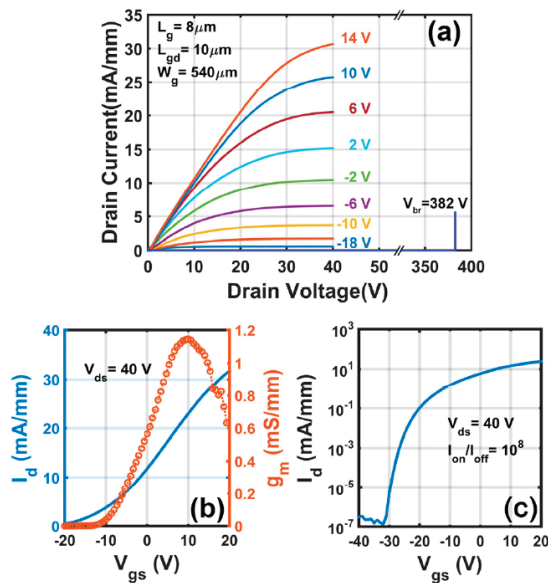 35
30
25
20
15
10
5
0
Drain Current(mA/mm)
L_g = 8μm
L_gd = 10μm
W_g = 540μm
(a)
14 V
10 V
6 V
2 V
-2 V
-6 V
-10 V
-18 V
V_br=382 V
0 10 20 30 40 50 350 400
Drain Voltage(V)
40
30
20
10
0
I_d (mA/mm)
V_ds = 40 V
(b)
1.2
1
0.8
0.6
0.4
0.2
0
g_m (mS/mm)
-20 -10 0 10 20
V_gs (V)
10^3
10^1
10^-1
10^-3
10^-5
10^-7
I_d (mA/mm)
V_ds = 40 V
I_on/I_off = 10^8
(c)
-40 -30 -20 -10 0 10 20
V_gs (V)